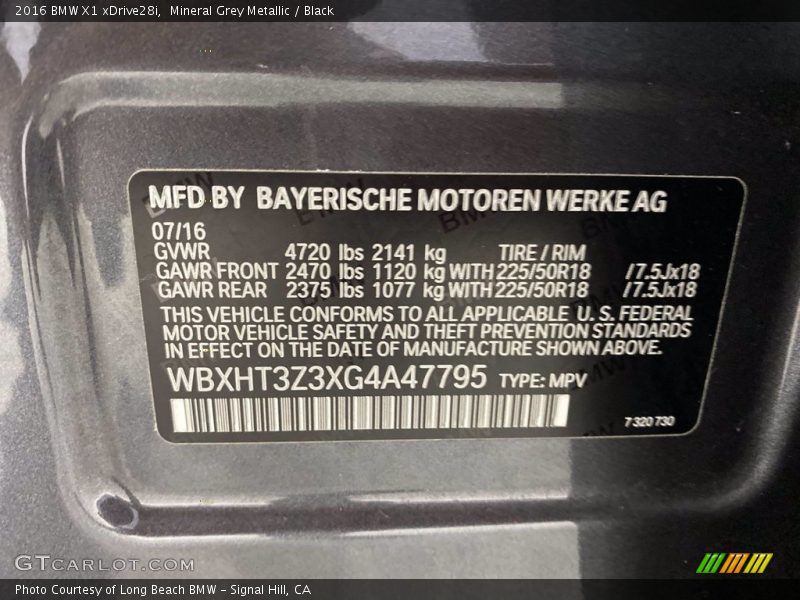 2016 BMW X1 xDrive28i, Mineral Grey Metallic / Black
MFD BY BAYERISCHE MOTOREN WERKE AG
07/16
GVWR 4720 lbs 2141 kg TIRE / RIM
GAWR FRONT 2470 lbs 1120 kg WITH 225/50R18 /7.5Jx18
GAWR REAR 2375 lbs 1077 kg WITH 225/50R18 /7.5Jx18
THIS VEHICLE CONFORMS TO ALL APPLICABLE U. S. FEDERAL
MOTOR VEHICLE SAFETY AND THEFT PREVENTION STANDARDS
IN EFFECT ON THE DATE OF MANUFACTURE SHOWN ABOVE.
WBXHT3Z3XG4A47795 TYPE: MPV
7 320 730
GTCARLOT.COM
Photo Courtesy of Long Beach BMW - Signal Hill, CA